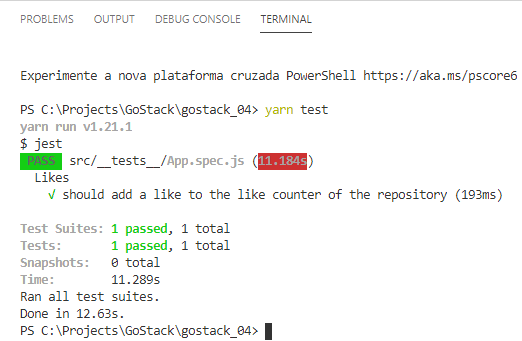 PROBLEMS OUTPUT DEBUG CONSOLE TERMINAL
Experimente a nova plataforma cruzada PowerShell https://aka.ms/pscore6
PS C:\Projects\GoStack\gostack_04> yarn test
yarn run v1.21.1
$ jest
PASS src/__tests__/App.spec.js (11.184s)
Likes
√ should add a like to the like counter of the repository (193ms)
Test Suites: 1 passed, 1 total
Tests: 1 passed, 1 total
Snapshots: 0 total
Time: 11.289s
Ran all test suites.
Done in 12.63s.
PS C:\Projects\GoStack\gostack_04>